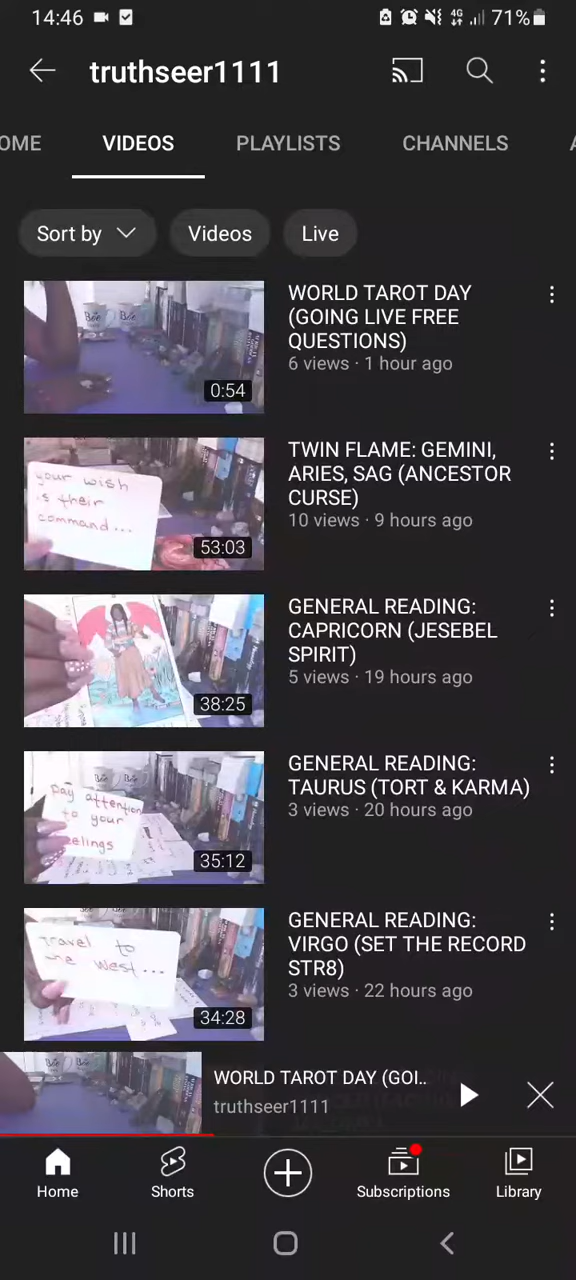 14:46
4G
71%
truthseer1111
OME
VIDEOS
PLAYLISTS
CHANNELS
Sort by
Videos
Live
0:54
WORLD TAROT DAY
(GOING LIVE FREE
QUESTIONS)
6 views · 1 hour ago
your wish
is their
command...
53:03
TWIN FLAME: GEMINI,
ARIES, SAG (ANCESTOR
CURSE)
10 views · 9 hours ago
38:25
GENERAL READING:
CAPRICORN (JESEBEL
SPIRIT)
5 views · 19 hours ago
pay attention
to your
eelings
35:12
GENERAL READING:
TAURUS (TORT & KARMA)
3 views · 20 hours ago
Travel to
he West...
34:28
GENERAL READING:
VIRGO (SET THE RECORD
STR8)
3 views · 22 hours ago
WORLD TAROT DAY (GOI..
truthseer1111
Home
Shorts
Subscriptions
Library